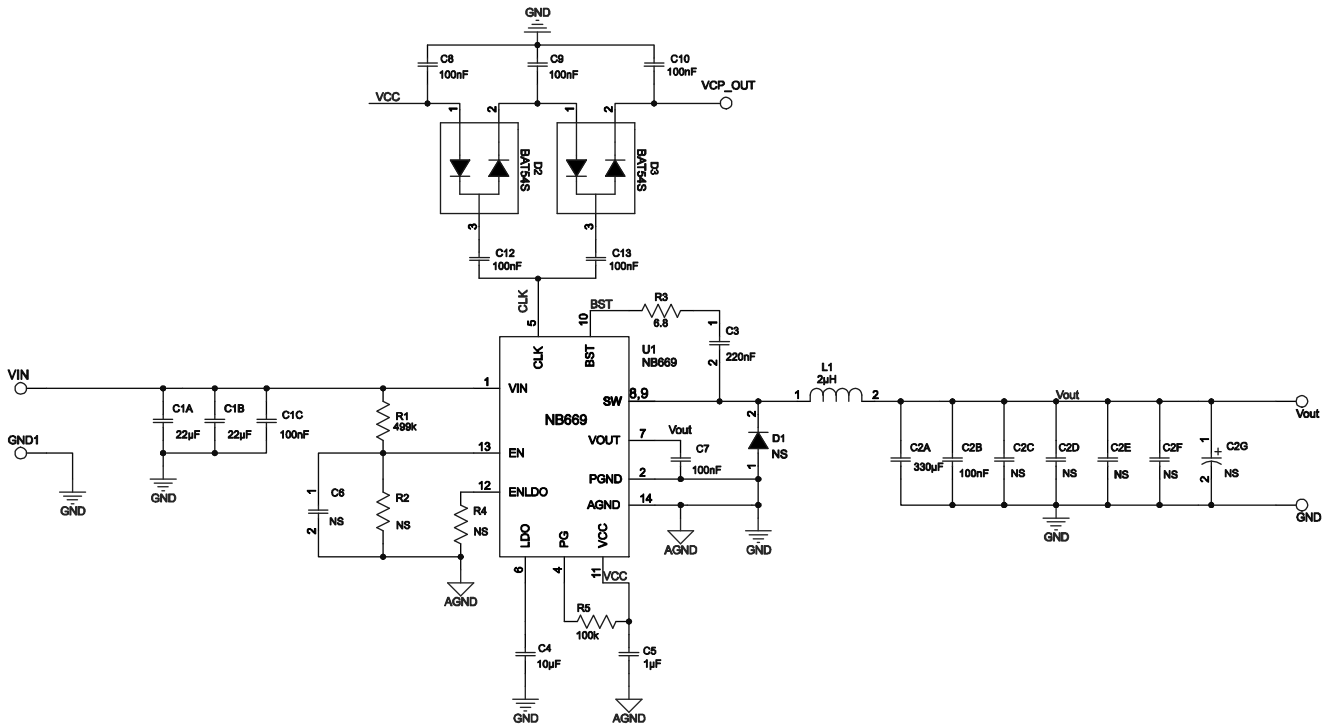 GND
C8
100nF
C9
100nF
C10
100nF
VCC
VCP_OUT
1
2
1
2
D2
BAT54S
D3
BAT54S
3
3
C12
100nF
C13
100nF
CLK
5
BST
10
R3
6.8
1
C3
220nF
2
U1
NB669
CLK
BST
VIN
1
VIN
C1A
22µF
C1B
22µF
C1C
100nF
R1
499k
GND1
GND
GND
13
EN
12
ENLDO
1
C6
NS
2
R2
NS
R4
NS
AGND
NB669
SW
8,9
VOUT
7
PGND
2
AGND
14
LDO
PG
VCC
Vout
C7
100nF
2
D1
NS
1
AGND
GND
1
L1
2µH
2
Vout
Vout
C2A
330µF
C2B
100nF
C2C
NS
C2D
NS
C2E
NS
C2F
NS
1
+
C2G
NS
2
GND
GND
6
4
11
VCC
R5
100k
C4
10µF
C5
1µF
GND
AGND